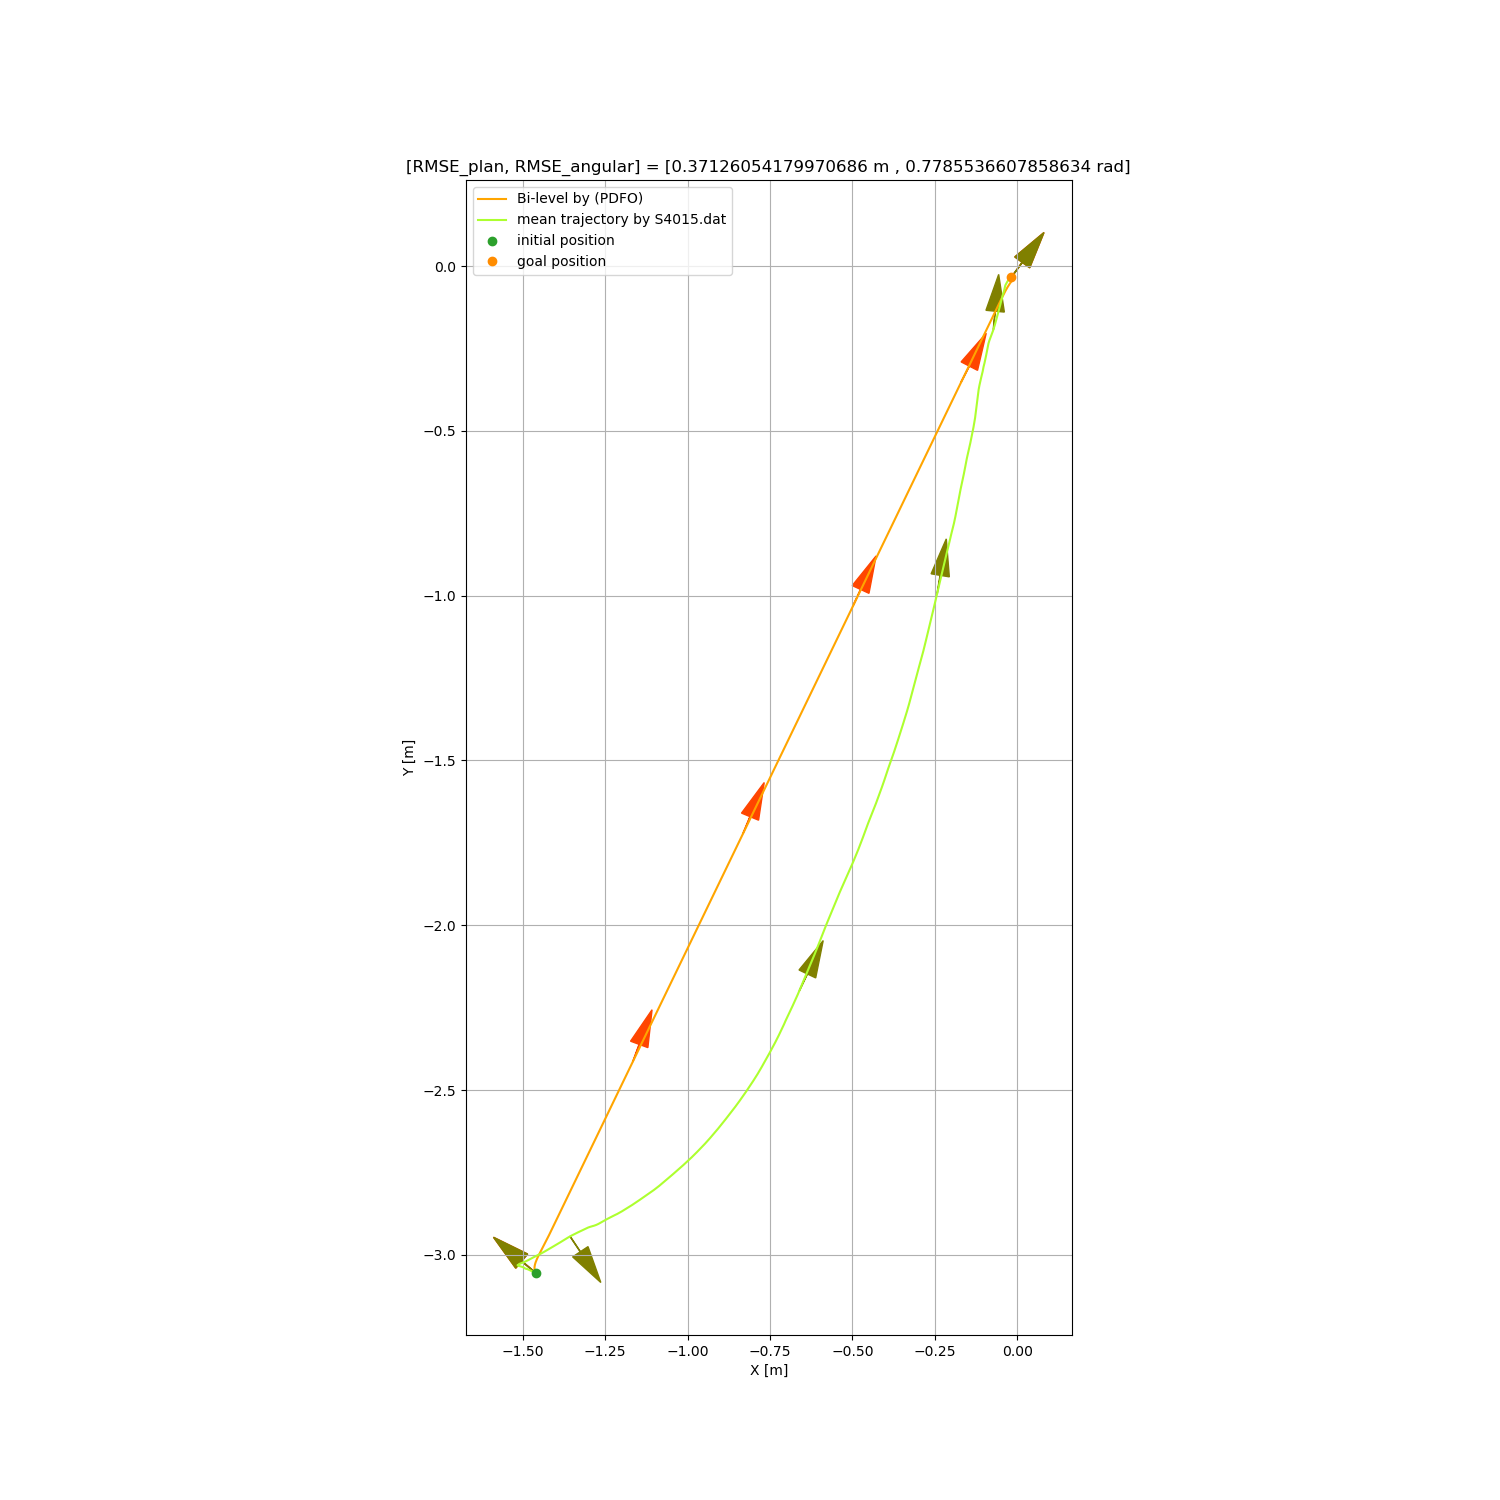 [RMSE_plan, RMSE_angular] = [0.37126054179970686 m , 0.7785536607858634 rad]
Bi-level by (PDFO)
mean trajectory by S4015.dat
initial position
goal position
0.0
−0.5
−1.0
−1.5
−2.0
−2.5
−3.0
Y [m]
−1.50 −1.25 −1.00 −0.75 −0.50 −0.25 0.00
X [m]